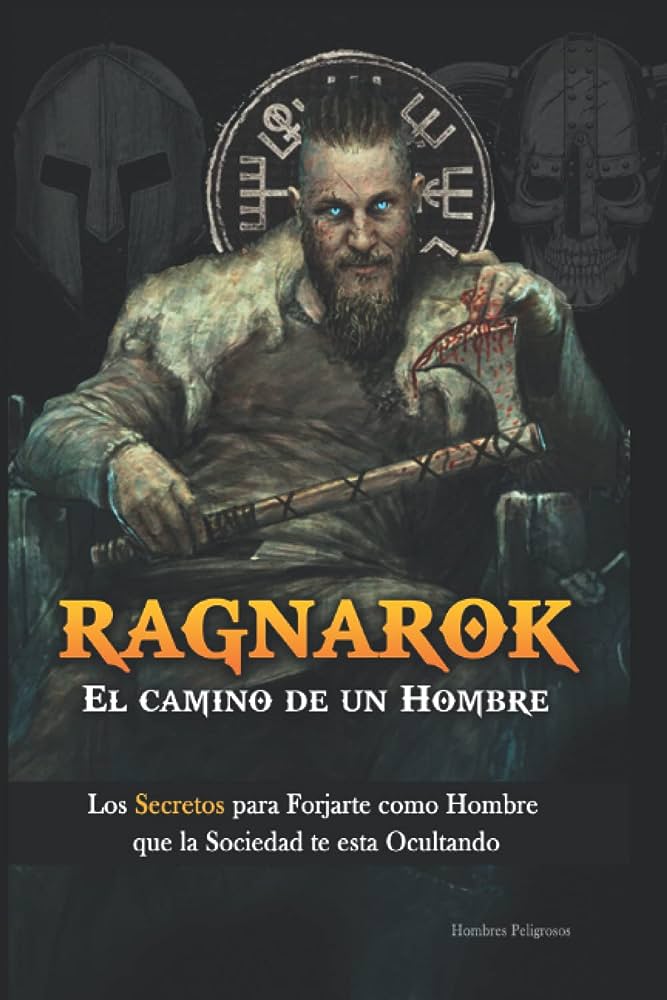 RAGNAROK
EL CAMINO DE UN HOMBRE
Los Secretos para Forjarte como Hombre
que la Sociedad te esta Ocultando
Hombres Peligrosos